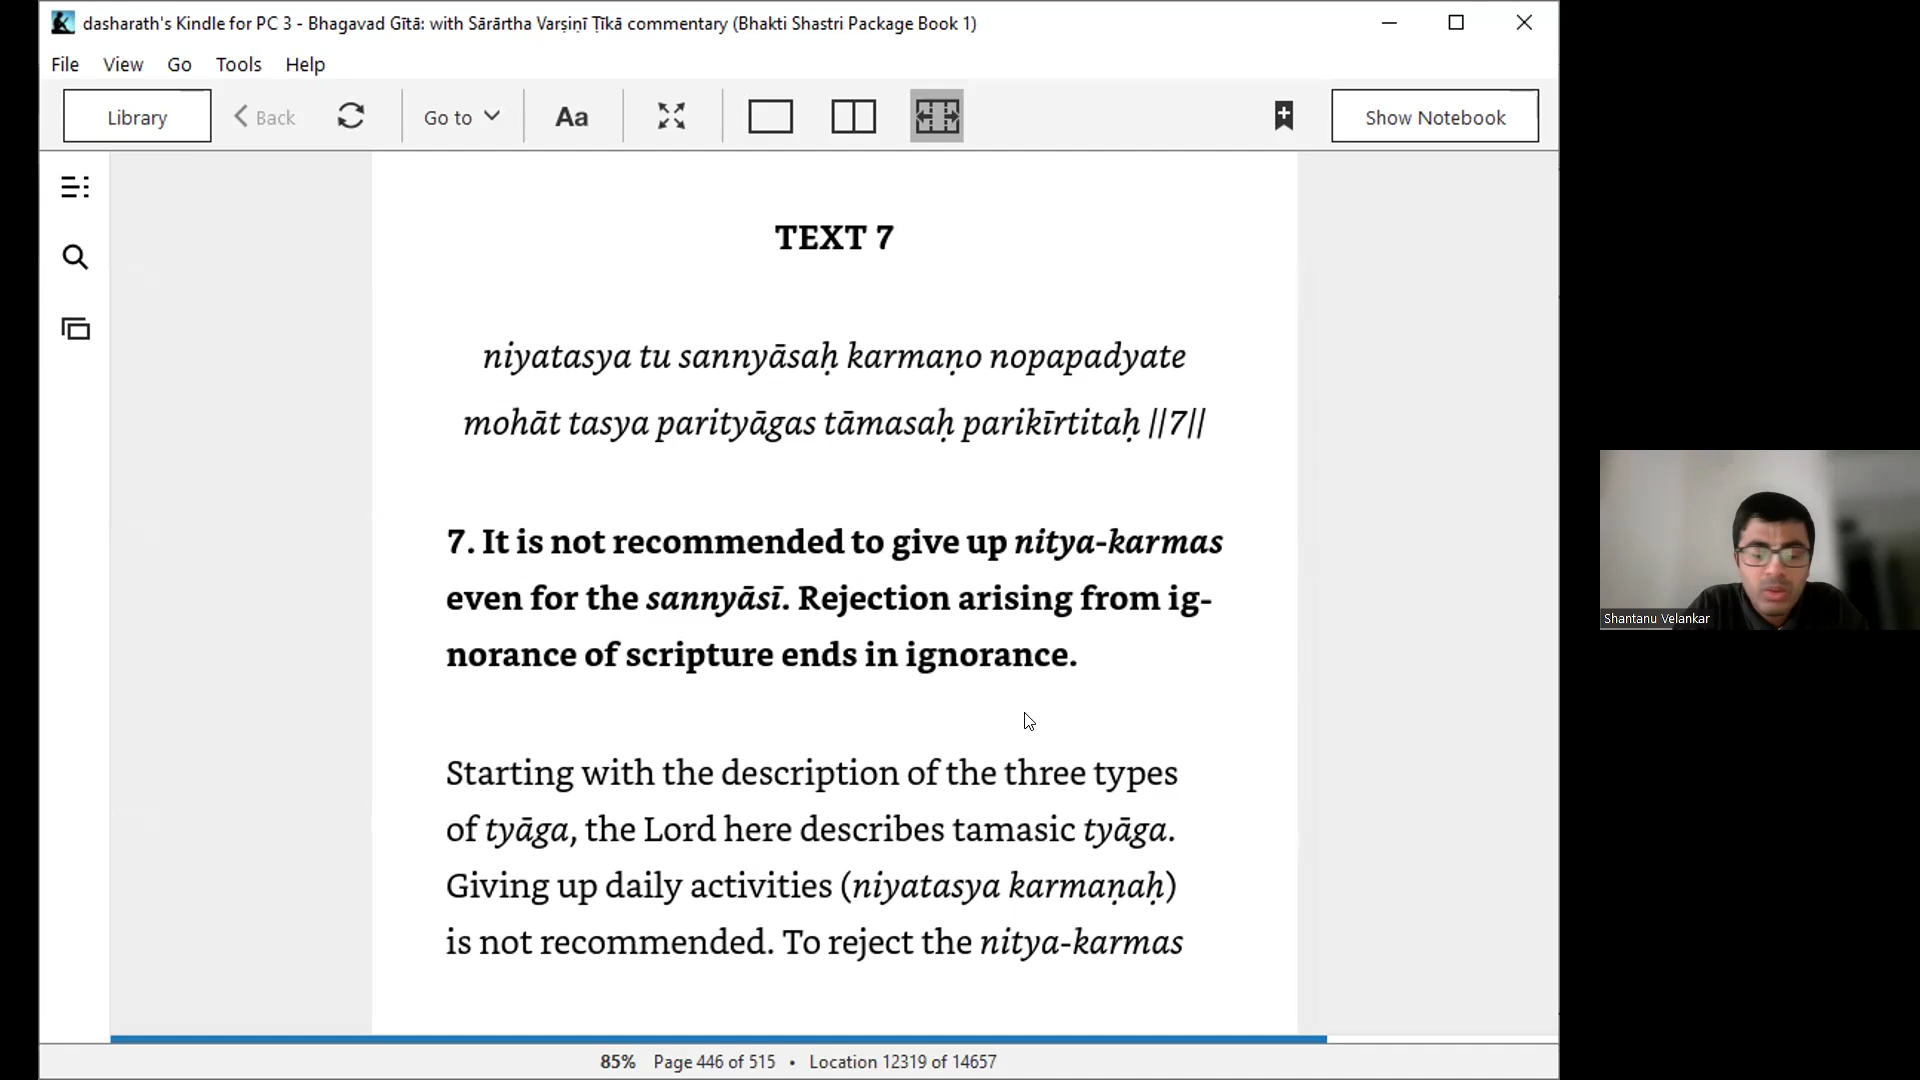 dasharath's Kindle for PC 3 - Bhagavad Gītā: with Sārārtha Varṣiṇī Ṭīkā commentary (Bhakti Shastri Package Book 1)
File View Go Tools Help
Library Back Go to Aa Show Notebook
TEXT 7
niyatasya tu sannyāsaḥ karmaṇo nopapadyate
mohāt tasya parityāgas tāmasaḥ parikīrtitaḥ ||7||
7. It is not recommended to give up nitya-karmas
even for the sannyāsī. Rejection arising from ig-
norance of scripture ends in ignorance.
Starting with the description of the three types
of tyāga, the Lord here describes tamasic tyāga.
Giving up daily activities (niyatasya karmaṇaḥ)
is not recommended. To reject the nitya-karmas
Shantanu Velankar
85% Page 446 of 515 • Location 12319 of 14657